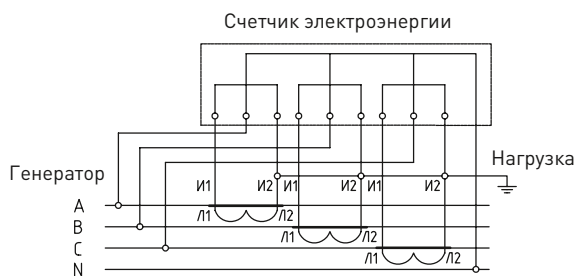 Счетчик электроэнергии
Генератор
Нагрузка
И1 И2 И1 И2 И1 И2
A
Л1 Л2
B
Л1 Л2
C
Л1 Л2
N